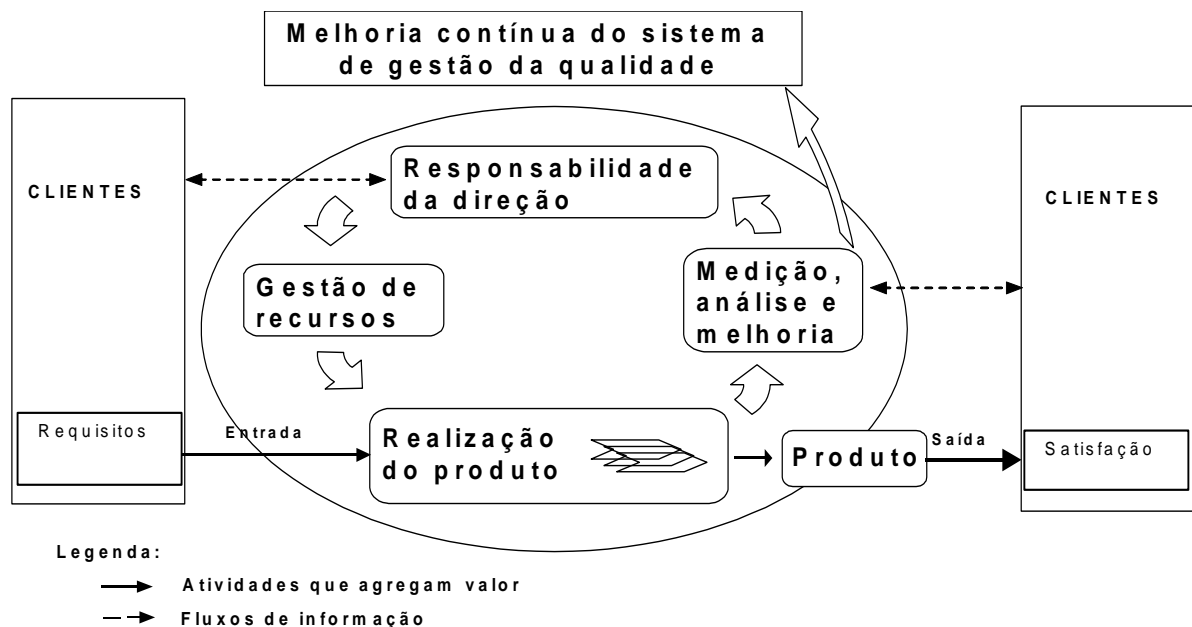 Melhoria contínua do sistema
de gestão da qualidade
CLIENTES
Responsabilidade
da direção
CLIENTES
Gestão de
recursos
Medição,
análise e
melhoria
Requisitos
Entrada
Realização
do produto
Produto
Saída
Satisfação
Legenda:
Atividades que agregam valor
Fluxos de informação